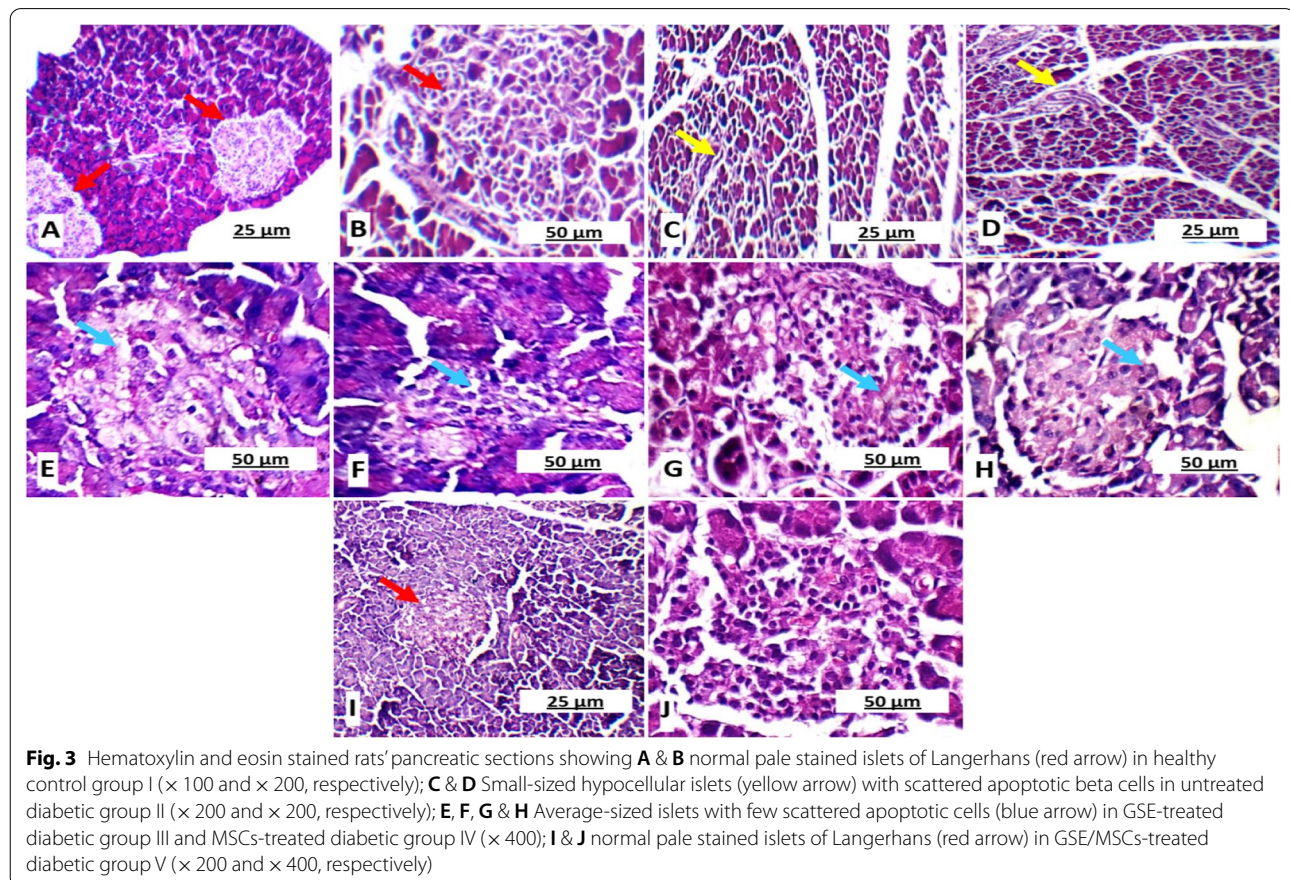 A 25 µm
B 50 µm
C 25 µm
D 25 µm
E 50 µm
F 50 µm
G 50 µm
H 50 µm
I 25 µm
J 50 µm
Fig. 3 Hematoxylin and eosin stained rats’ pancreatic sections showing A & B normal pale stained islets of Langerhans (red arrow) in healthy
control group I (× 100 and × 200, respectively); C & D Small-sized hypocellular islets (yellow arrow) with scattered apoptotic beta cells in untreated
diabetic group II (× 200 and × 200, respectively); E, F, G & H Average-sized islets with few scattered apoptotic cells (blue arrow) in GSE-treated
diabetic group III and MSCs-treated diabetic group IV (× 400); I & J normal pale stained islets of Langerhans (red arrow) in GSE/MSCs-treated
diabetic group V (× 200 and × 400, respectively)